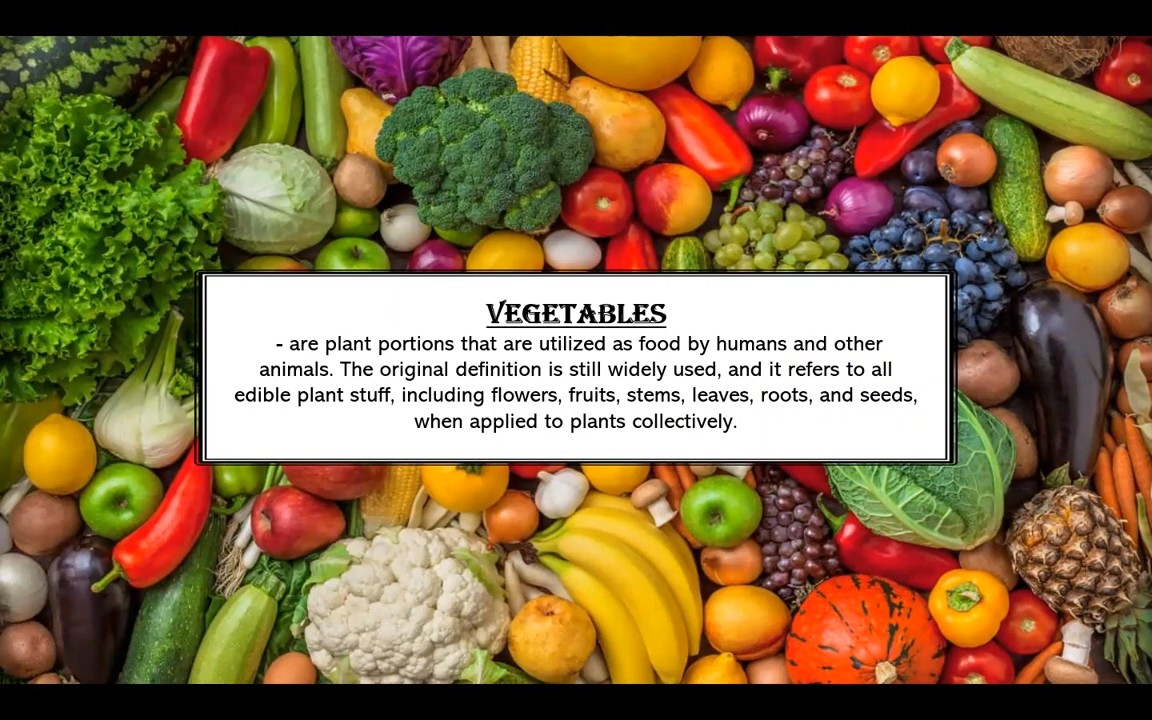 VEGETABLES
- are plant portions that are utilized as food by humans and other
animals. The original definition is still widely used, and it refers to all
edible plant stuff, including flowers, fruits, stems, leaves, roots, and seeds,
when applied to plants collectively.